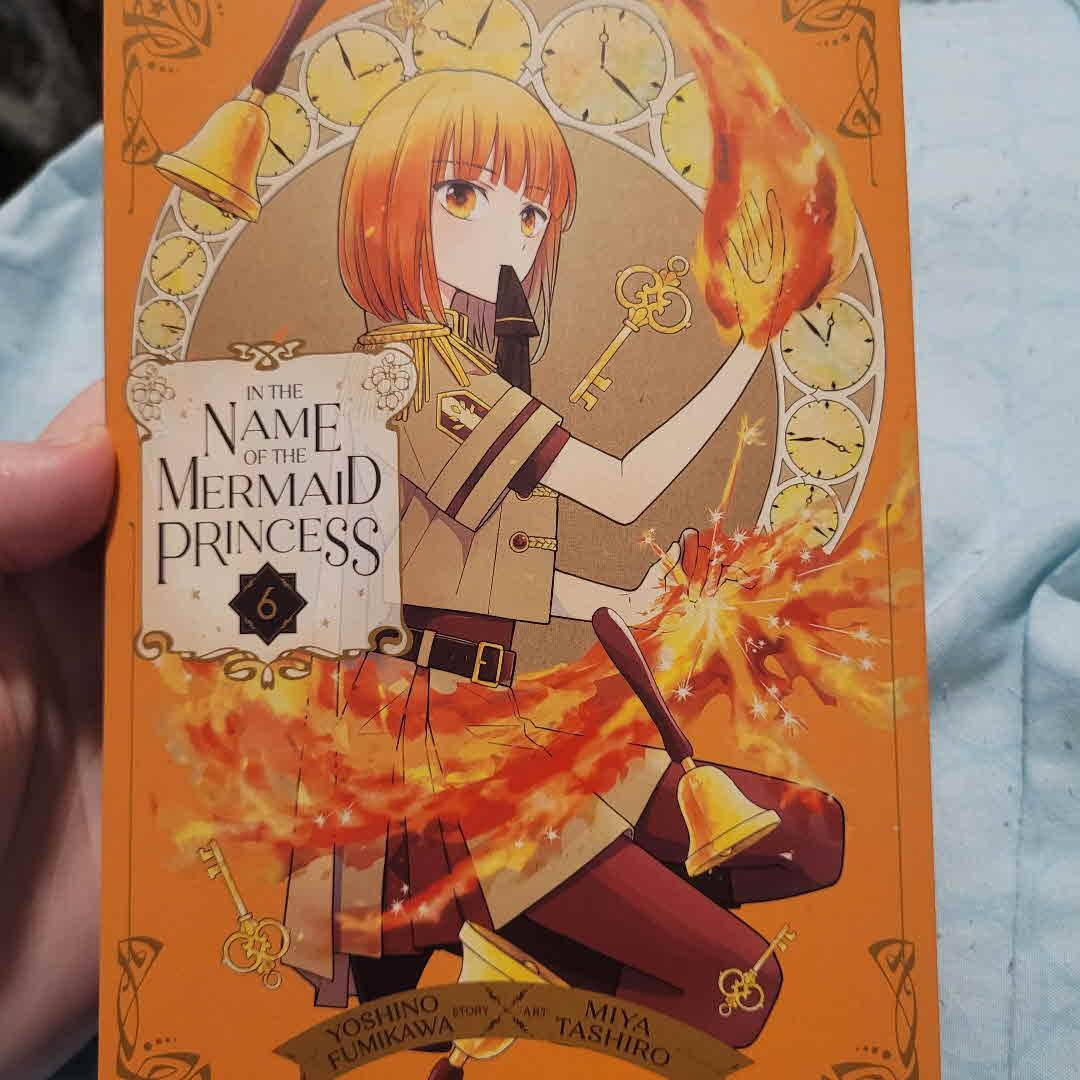 IN THE
NAME
OF THE
MERMAID
PRINCESS
6
YOSHINO
FUMIKAWA
STORY
ART
MIYA
TASHIRO